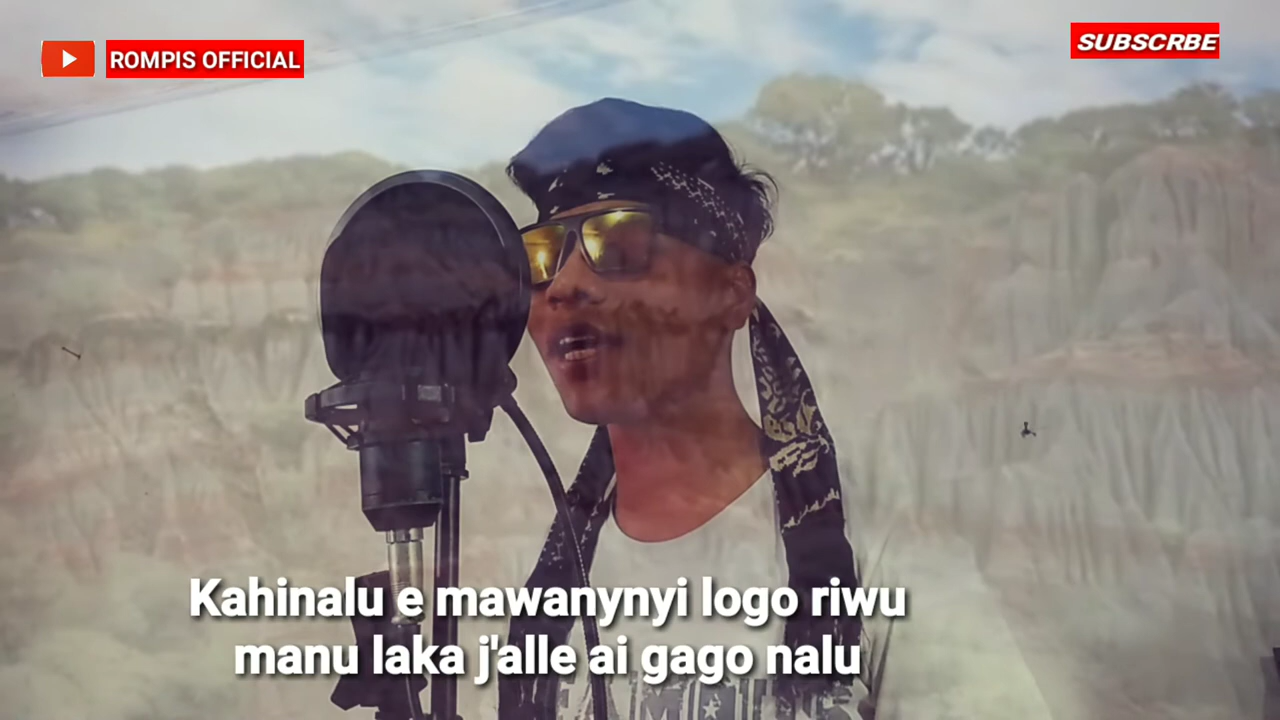 ROMPIS OFFICIAL
SUBSCRBE
Kahinalu e mawanynyi logo riwu
manu laka j'alle ai gago nalu